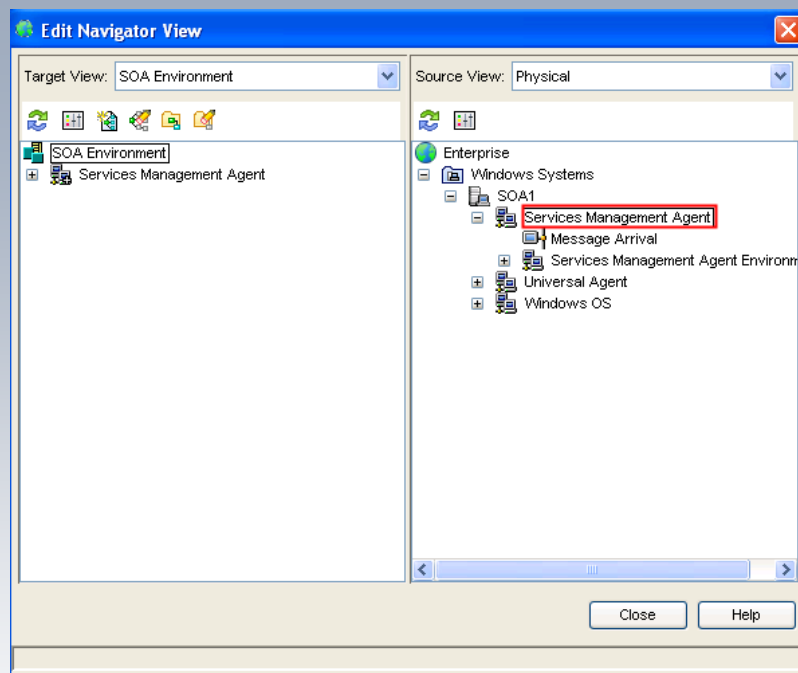 Edit Navigator View
Target View: SOA Environment
Source View: Physical
SOA Environment
Services Management Agent
Enterprise
Windows Systems
SOA1
Services Management Agent
Message Arrival
Services Management Agent Environm
Universal Agent
Windows OS
Close
Help